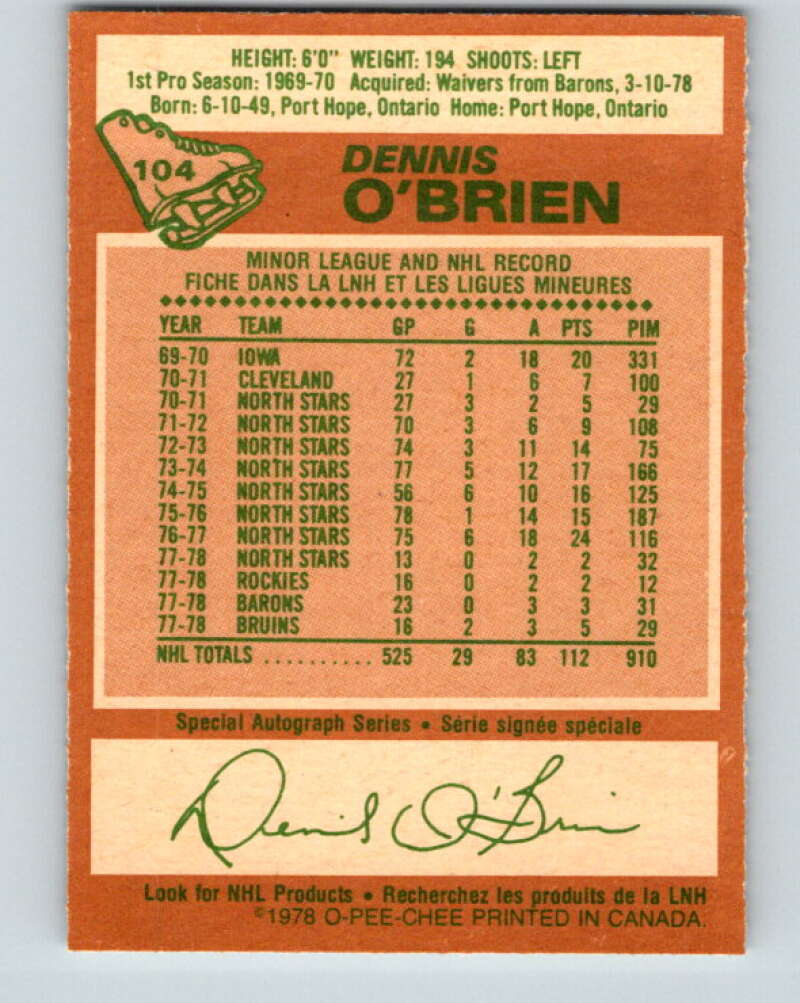 HEIGHT: 6'0" WEIGHT: 194 SHOOTS: LEFT
1st Pro Season: 1969-70 Acquired: Waivers from Barons, 3-10-78
Born: 6-10-49, Port Hope, Ontario Home: Port Hope, Ontario
104
DENNIS
O'BRIEN
MINOR LEAGUE AND NHL RECORD
FICHE DANS LA LNH ET LES LIGUES MINEURES
YEAR TEAM GP G A PTS PIM
69-70 IOWA 72 2 18 20 331
70-71 CLEVELAND 27 1 6 7 100
70-71 NORTH STARS 27 3 2 5 29
71-72 NORTH STARS 70 3 6 9 108
72-73 NORTH STARS 74 3 11 14 75
73-74 NORTH STARS 77 5 12 17 166
74-75 NORTH STARS 56 6 10 16 125
75-76 NORTH STARS 78 1 14 15 187
76-77 NORTH STARS 75 6 18 24 116
77-78 NORTH STARS 13 0 2 2 32
77-78 ROCKIES 16 0 2 2 12
77-78 BARONS 23 0 3 3 31
77-78 BRUINS 16 2 3 5 29
NHL TOTALS .......... 525 29 83 112 910
Special Autograph Series • Série signée spéciale
Dennis O'Brien
Look for NHL Products • Recherchez les produits de la LNH
©1978 O-PEE-CHEE PRINTED IN CANADA.